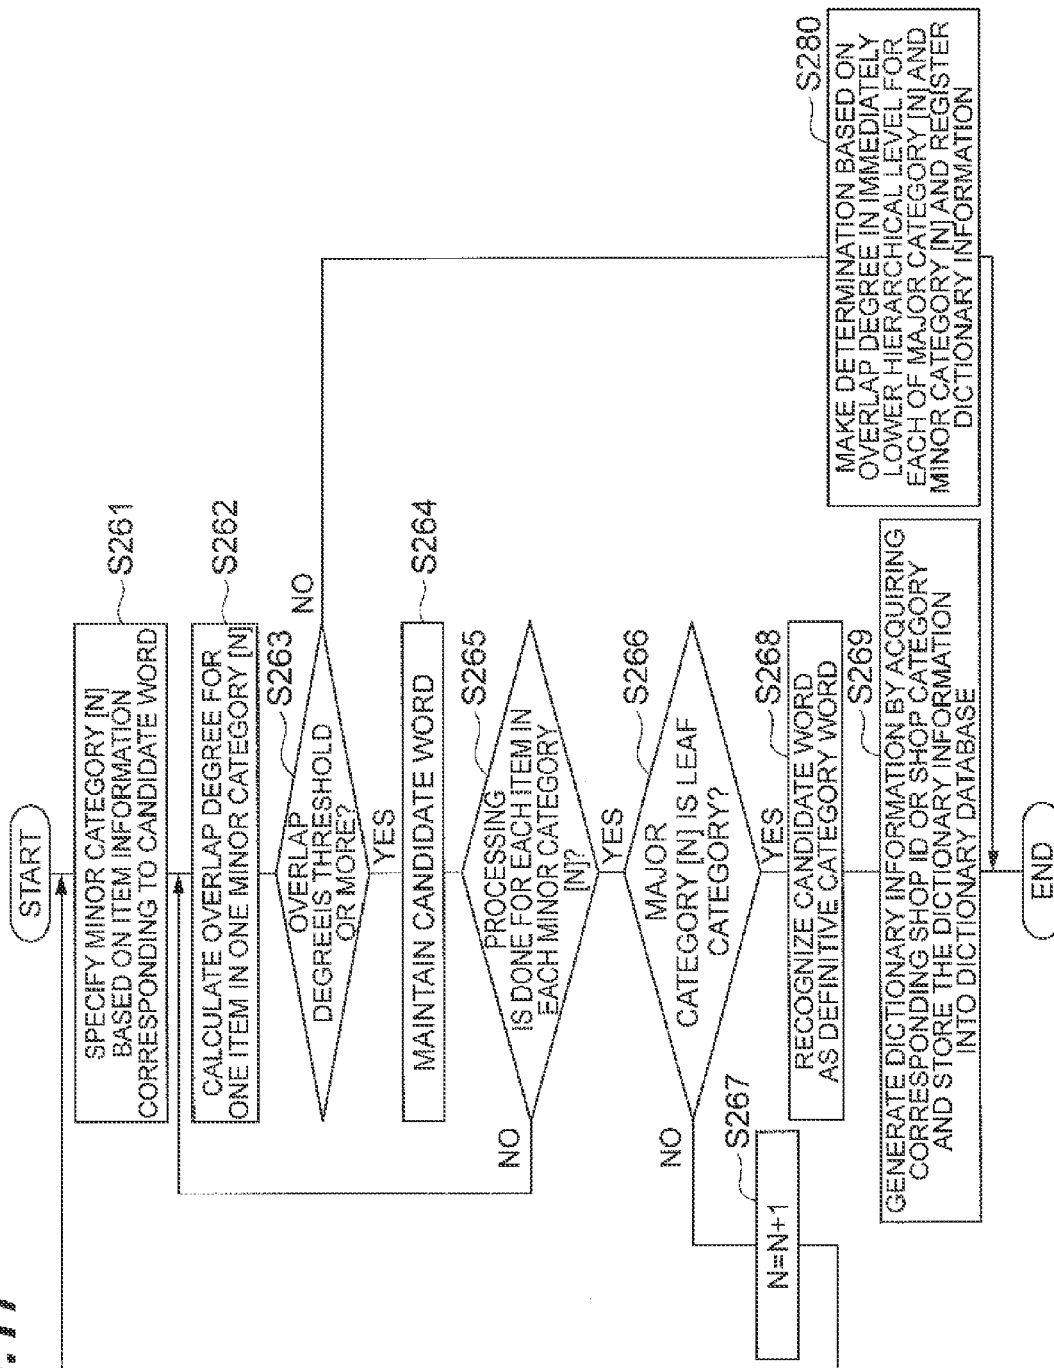 START
SPECIFY MINOR CATEGORY [N]
BASED ON ITEM INFORMATION
CORRESPONDING TO CANDIDATE WORD
S261
CALCULATE OVERLAP DEGREE FOR
ONE ITEM IN ONE MINOR CATEGORY [N]
S262
OVERLAP
DEGREEIS THRESHOLD
OR MORE?
S263
NO
YES
MAINTAIN CANDIDATE WORD
S264
PROCESSING
IS DONE FOR EACH ITEM IN
EACH MINOR CATEGORY
[N]?
S265
NO
YES
MAJOR
CATEGORY [N] IS LEAF
CATEGORY?
S266
NO
YES
N=N+1
S267
RECOGNIZE CANDIDATE WORD
AS DEFINITIVE CATEGORY WORD
S268
GENERATE DICTIONARY INFORMATION BY ACQUIRING
CORRESPONDING SHOP ID OR SHOP CATEGORY
AND STORE THE DICTIONARY INFORMATION
INTO DICTIONARY DATABASE
S269
MAKE DETERMINATION BASED ON
OVERLAP DEGREE IN IMMEDIATELY
LOWER HIERARCHICAL LEVEL FOR
EACH OF MAJOR CATEGORY [N] AND
MINOR CATEGORY [N] AND REGISTER
DICTIONARY INFORMATION
S280
END